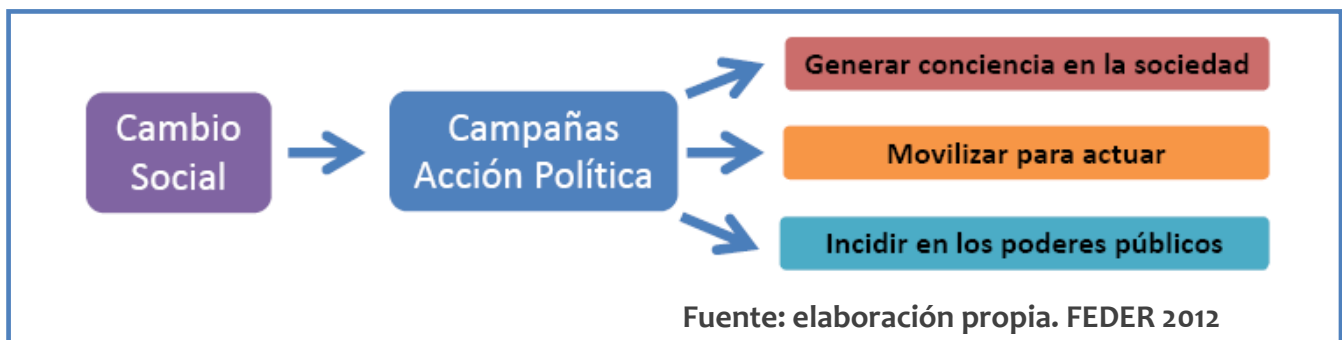 Cambio
Social
Campañas
Acción Política
Generar conciencia en la sociedad
Movilizar para actuar
Incidir en los poderes públicos
Fuente: elaboración propia. FEDER 2012